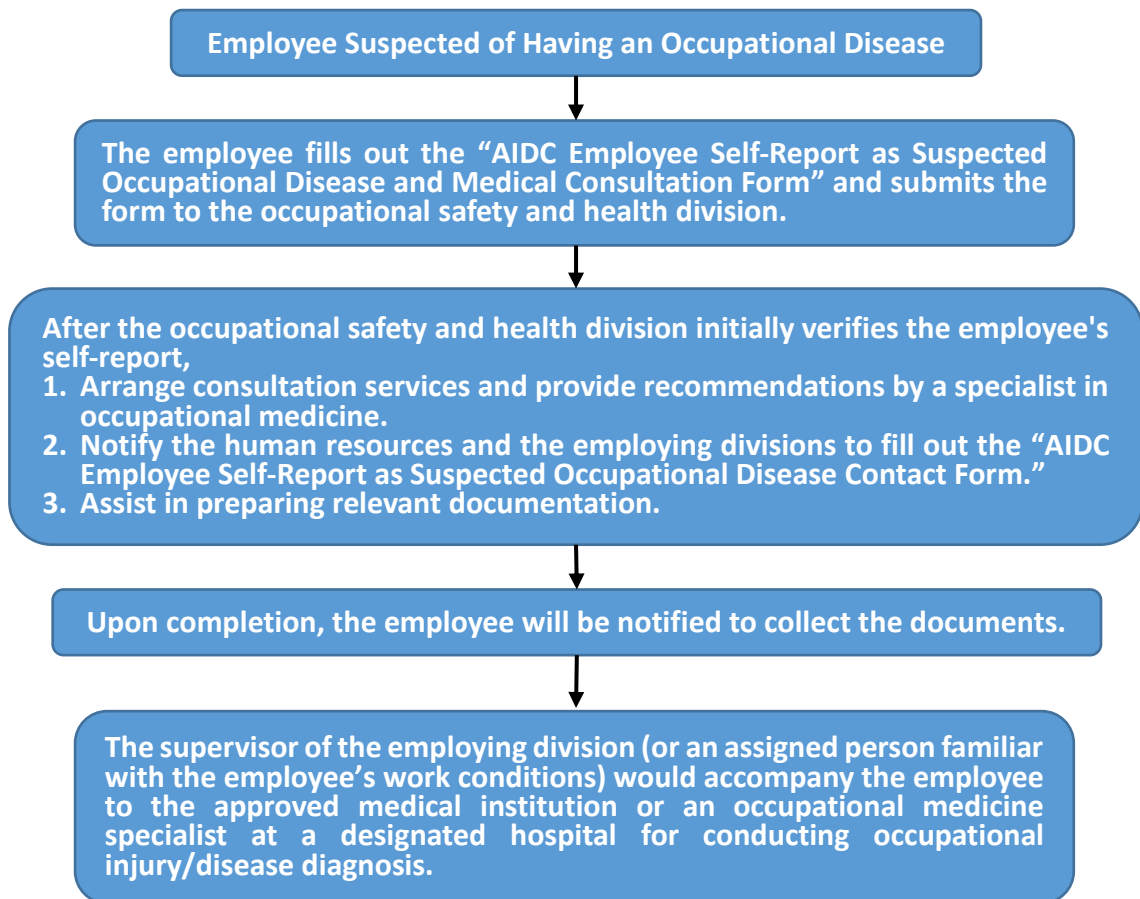 Employee Suspected of Having an Occupational Disease
The employee fills out the “AIDC Employee Self-Report as Suspected
Occupational Disease and Medical Consultation Form” and submits the
form to the occupational safety and health division.
After the occupational safety and health division initially verifies the employee's
self-report,
1. Arrange consultation services and provide recommendations by a specialist in
occupational medicine.
2. Notify the human resources and the employing divisions to fill out the “AIDC
Employee Self-Report as Suspected Occupational Disease Contact Form.”
3. Assist in preparing relevant documentation.
Upon completion, the employee will be notified to collect the documents.
The supervisor of the employing division (or an assigned person familiar
with the employee’s work conditions) would accompany the employee
to the approved medical institution or an occupational medicine
specialist at a designated hospital for conducting occupational
injury/disease diagnosis.